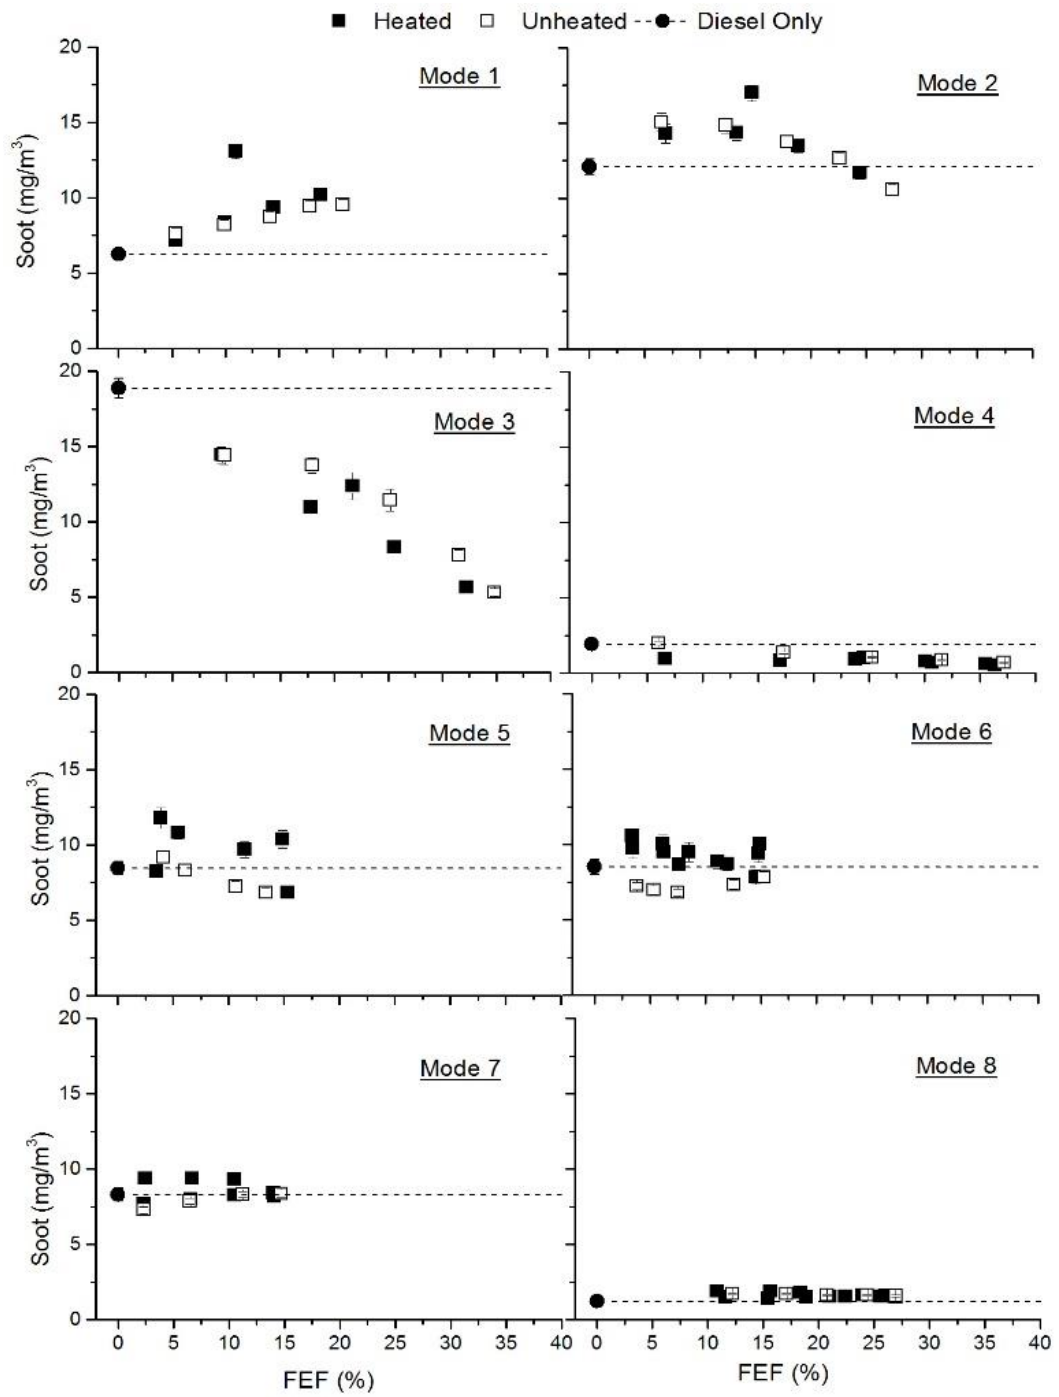 Heated Unheated Diesel Only
20
15
10
5
0
Soot (mg/m³)
Mode 1
Mode 2
20
15
10
5
0
Soot (mg/m³)
Mode 3
Mode 4
20
15
10
5
0
Soot (mg/m³)
Mode 5
Mode 6
20
15
10
5
0
Soot (mg/m³)
Mode 7
Mode 8
0 5 10 15 20 25 30 35 40 0 5 10 15 20 25 30 35 40
FEF (%) FEF (%)